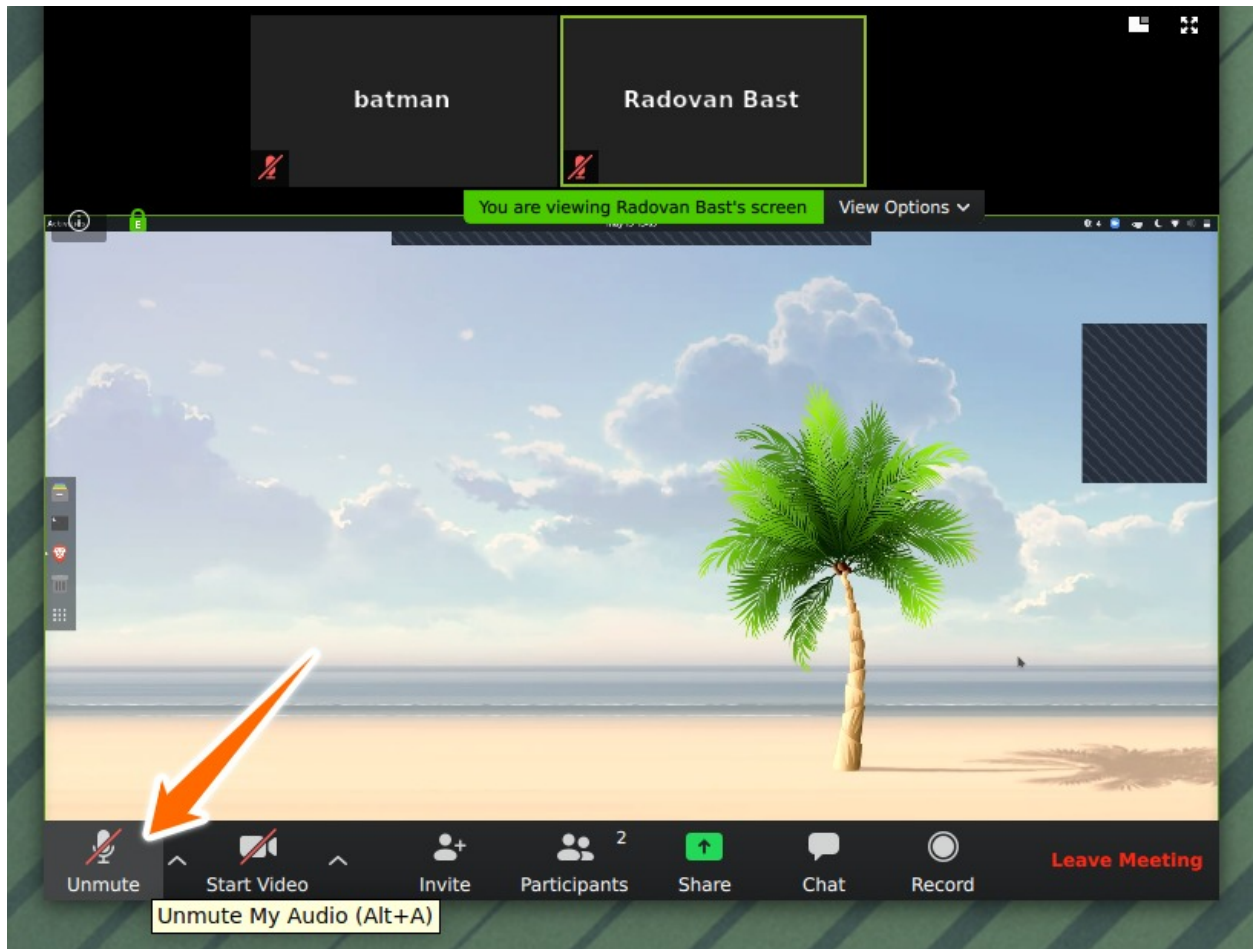 batman
Radovan Bast
You are viewing Radovan Bast's screen
View Options
E
2
Unmute
Start Video
Invite
Participants
Share
Chat
Record
Leave Meeting
Unmute My Audio (Alt+A)